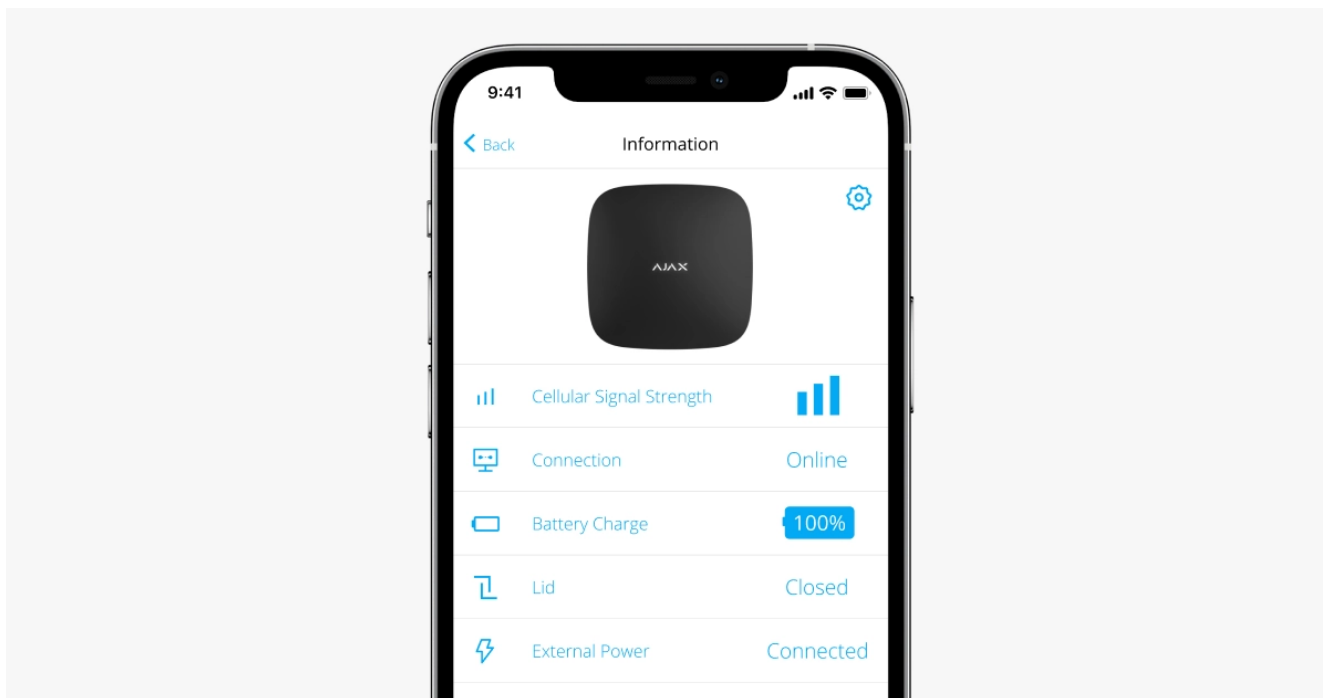 9:41
Back
Information
AJAX
Cellular Signal Strength
Connection
Online
Battery Charge
100%
Lid
Closed
External Power
Connected